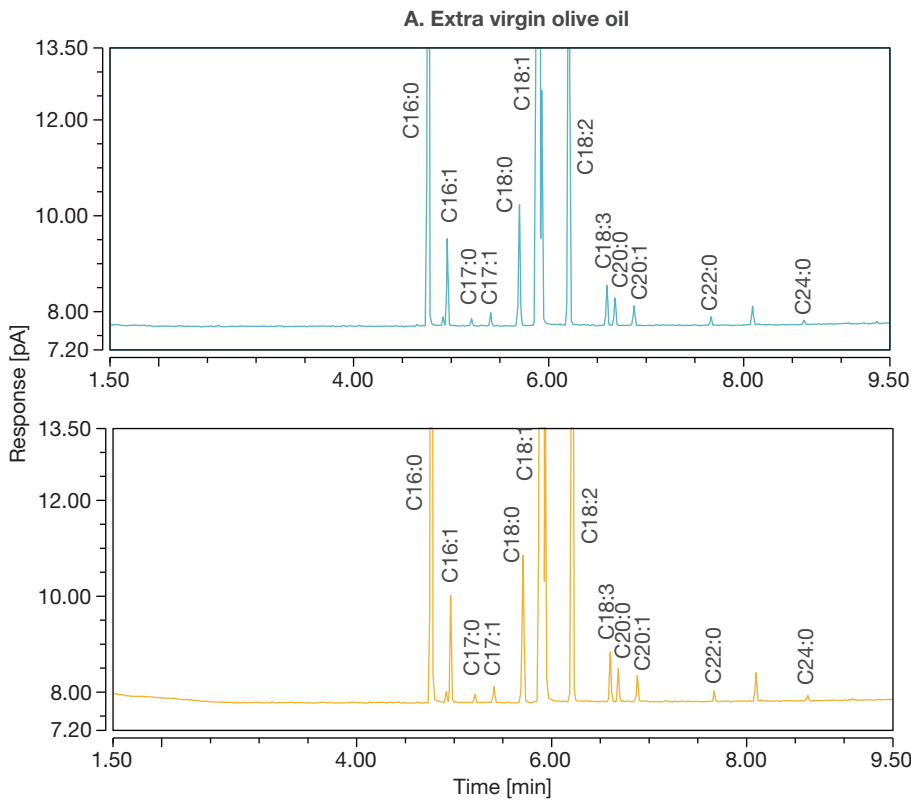 A. Extra virgin olive oil
13.50
12.00
10.00
8.00
7.20
C16:0
C16:1
C17:0
C17:1
C18:0
C18:1
C18:2
C18:3
C20:0
C20:1
C22:0
C24:0
1.50
4.00
6.00
8.00
9.50
Response [pA]
13.50
12.00
10.00
8.00
7.20
C16:0
C16:1
C17:0
C17:1
C18:0
C18:1
C18:2
C18:3
C20:0
C20:1
C22:0
C24:0
1.50
4.00
6.00
8.00
9.50
Time [min]